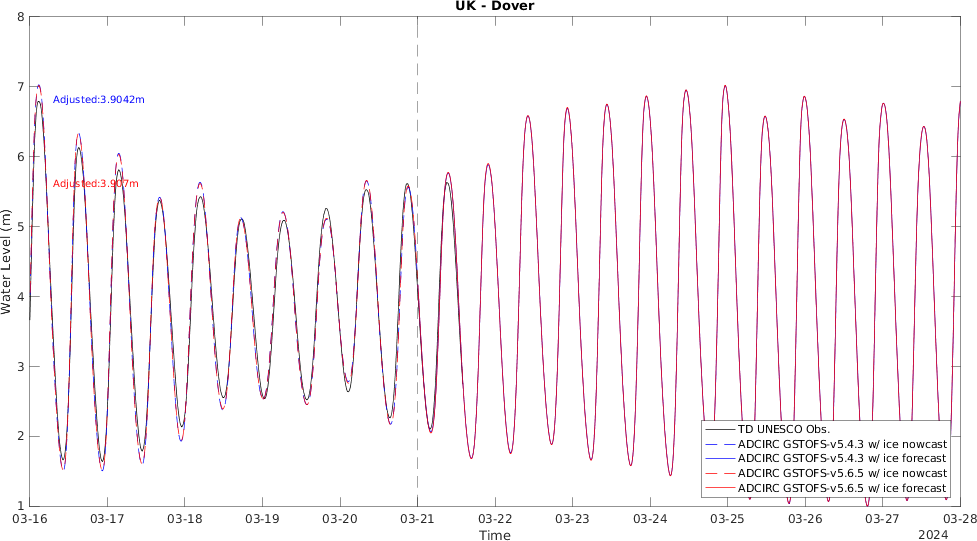 UK - Dover
8
7
6
5
4
3
2
1
Water Level (m)
Adjusted:3.9042m
Adjusted:3.907m
TD UNESCO Obs.
ADCIRC GSTOFS-v5.4.3 w/ ice nowcast
ADCIRC GSTOFS-v5.4.3 w/ ice forecast
ADCIRC GSTOFS-v5.6.5 w/ ice nowcast
ADCIRC GSTOFS-v5.6.5 w/ ice forecast
03-16 03-17 03-18 03-19 03-20 03-21 03-22 03-23 03-24 03-25 03-26 03-27 03-28
Time
2024